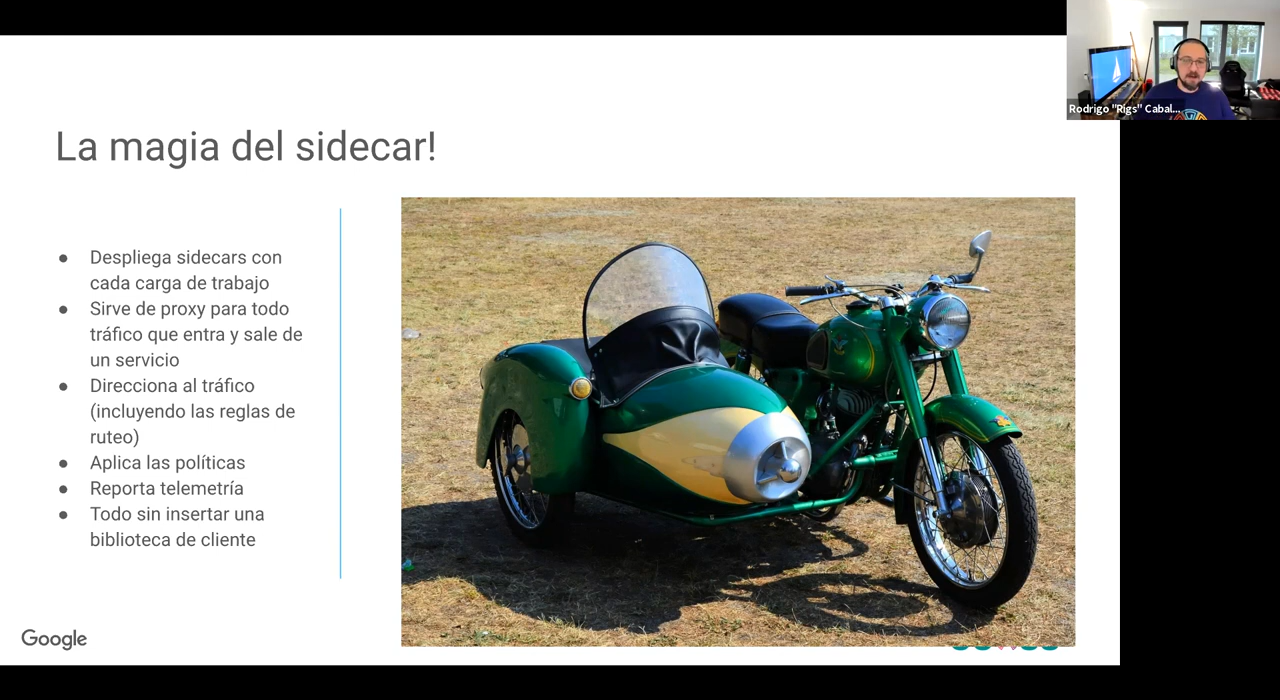 Rodrigo "Rigs" Cabal...
La magia del sidecar!
● Despliega sidecars con
cada carga de trabajo
● Sirve de proxy para todo
tráfico que entra y sale de
un servicio
● Direcciona al tráfico
(incluyendo las reglas de
ruteo)
● Aplica las políticas
● Reporta telemetría
● Todo sin insertar una
biblioteca de cliente
Google